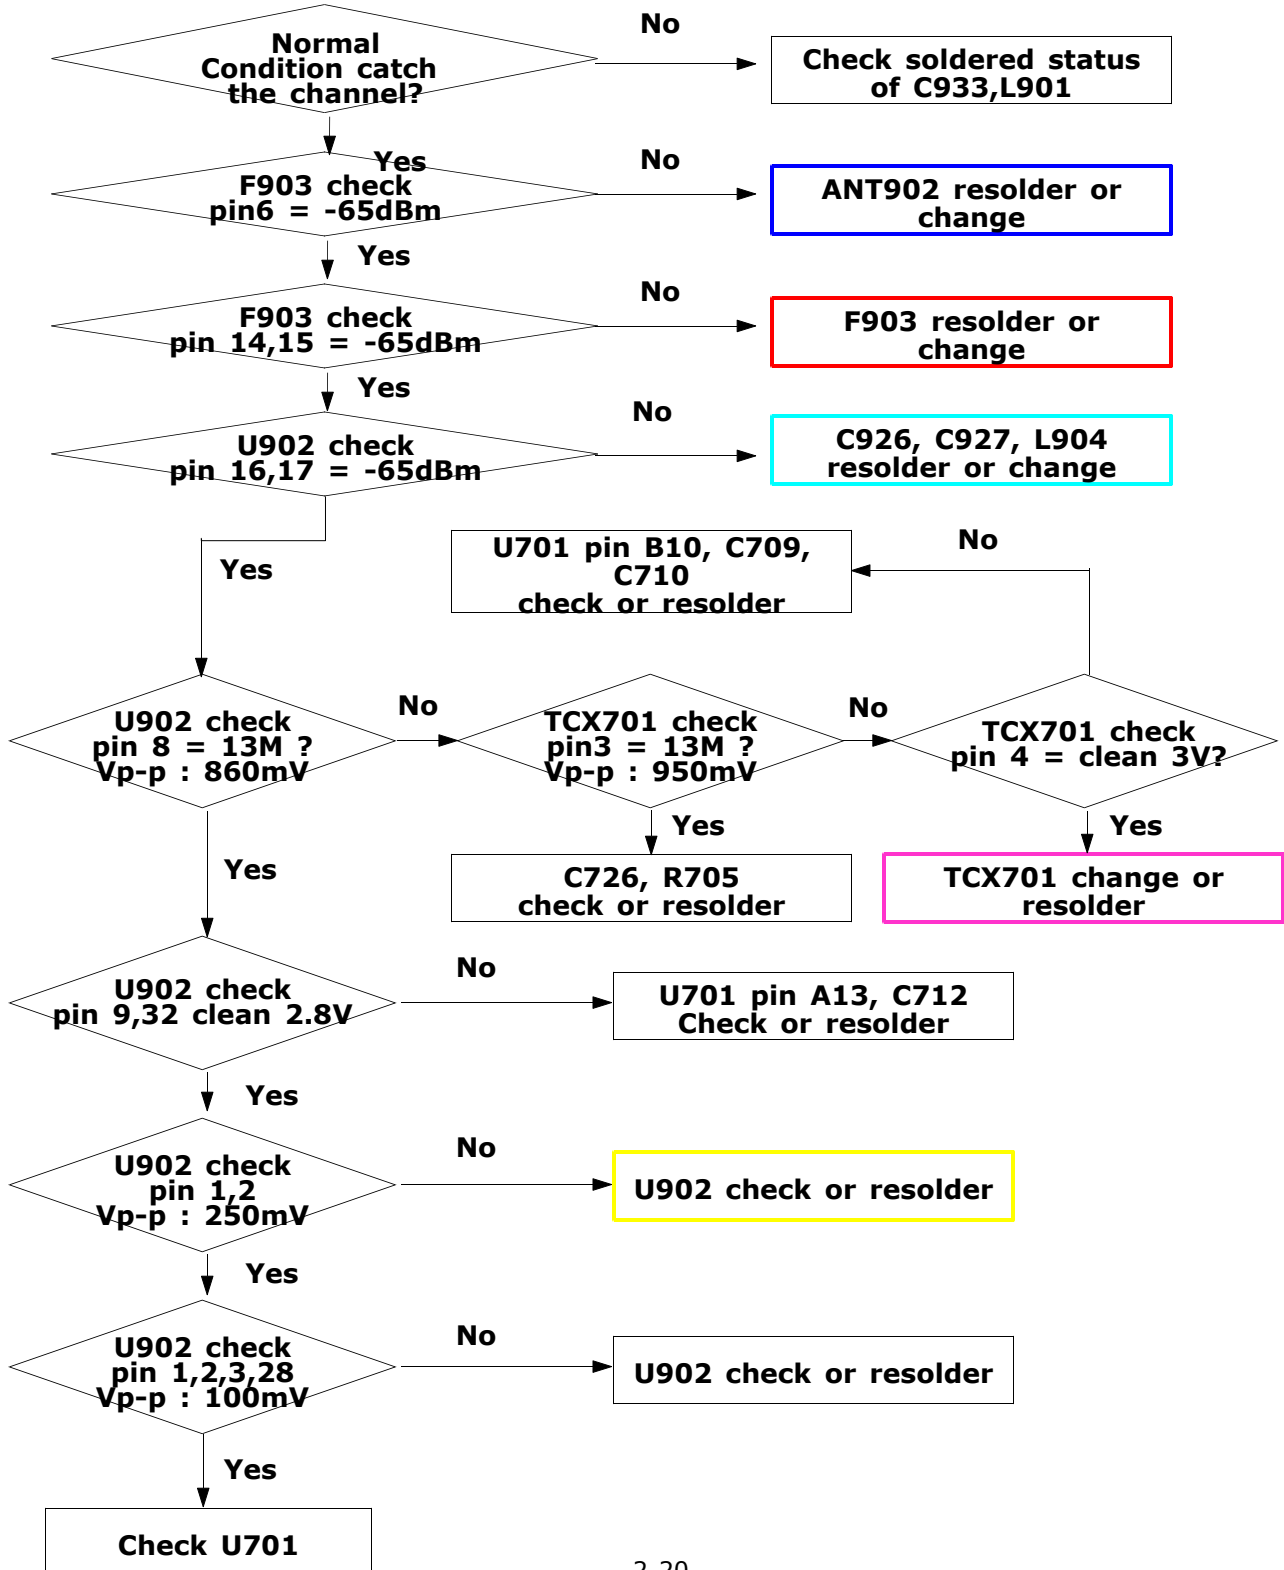 No
Normal
Condition catch
the channel?
Check soldered status
of C933,L901
Yes
No
F903 check
pin6 = -65dBm
ANT902 resolder or
change
Yes
No
F903 check
pin 14,15 = -65dBm
F903 resolder or
change
Yes
No
U902 check
pin 16,17 = -65dBm
C926, C927, L904
resolder or change
Yes
U701 pin B10, C709,
C710
check or resolder
No
U902 check
pin 8 = 13M ?
Vp-p : 860mV
No
TCX701 check
pin3 = 13M ?
Vp-p : 950mV
No
TCX701 check
pin 4 = clean 3V?
Yes
Yes
Yes
C726, R705
check or resolder
TCX701 change or
resolder
U902 check
pin 9,32 clean 2.8V
No
U701 pin A13, C712
Check or resolder
Yes
U902 check
pin 1,2
Vp-p : 250mV
No
U902 check or resolder
Yes
U902 check
pin 1,2,3,28
Vp-p : 100mV
No
U902 check or resolder
Yes
Check U701
2-20